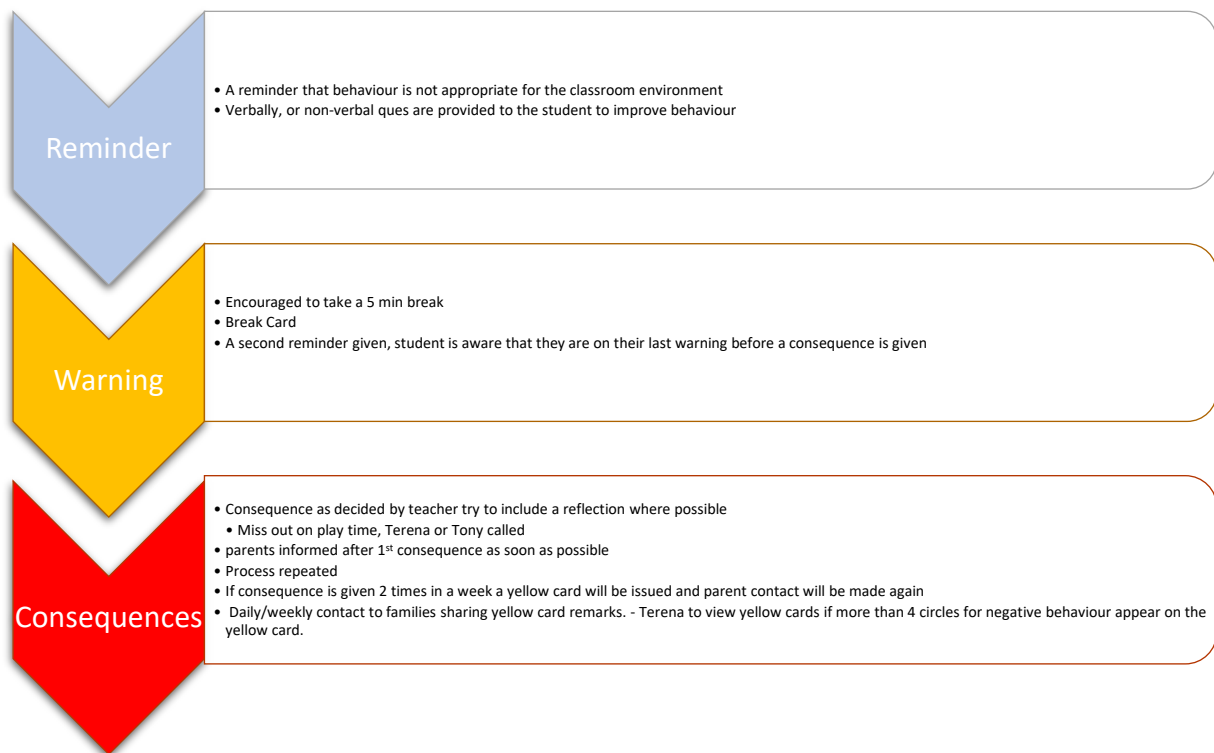 Reminder
• A reminder that behaviour is not appropriate for the classroom environment
• Verbally, or non-verbal ques are provided to the student to improve behaviour
Warning
• Encouraged to take a 5 min break
• Break Card
• A second reminder given, student is aware that they are on their last warning before a consequence is given
Consequences
• Consequence as decided by teacher try to include a reflection where possible
• Miss out on play time, Terena or Tony called
• parents informed after 1st consequence as soon as possible
• Process repeated
• If consequence is given 2 times in a week a yellow card will be issued and parent contact will be made again
• Daily/weekly contact to families sharing yellow card remarks. - Terena to view yellow cards if more than 4 circles for negative behaviour appear on the
yellow card.